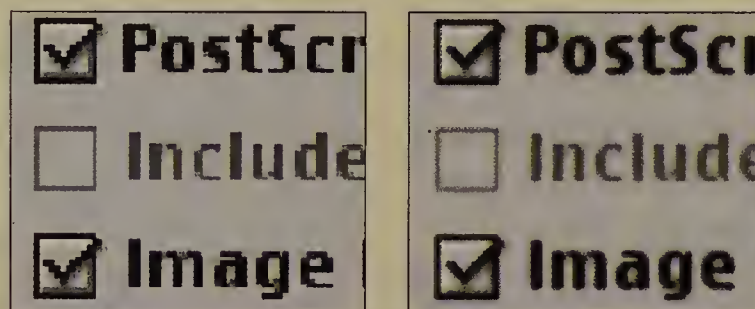 PostScr
Include
Image
PostScr
Include
Image